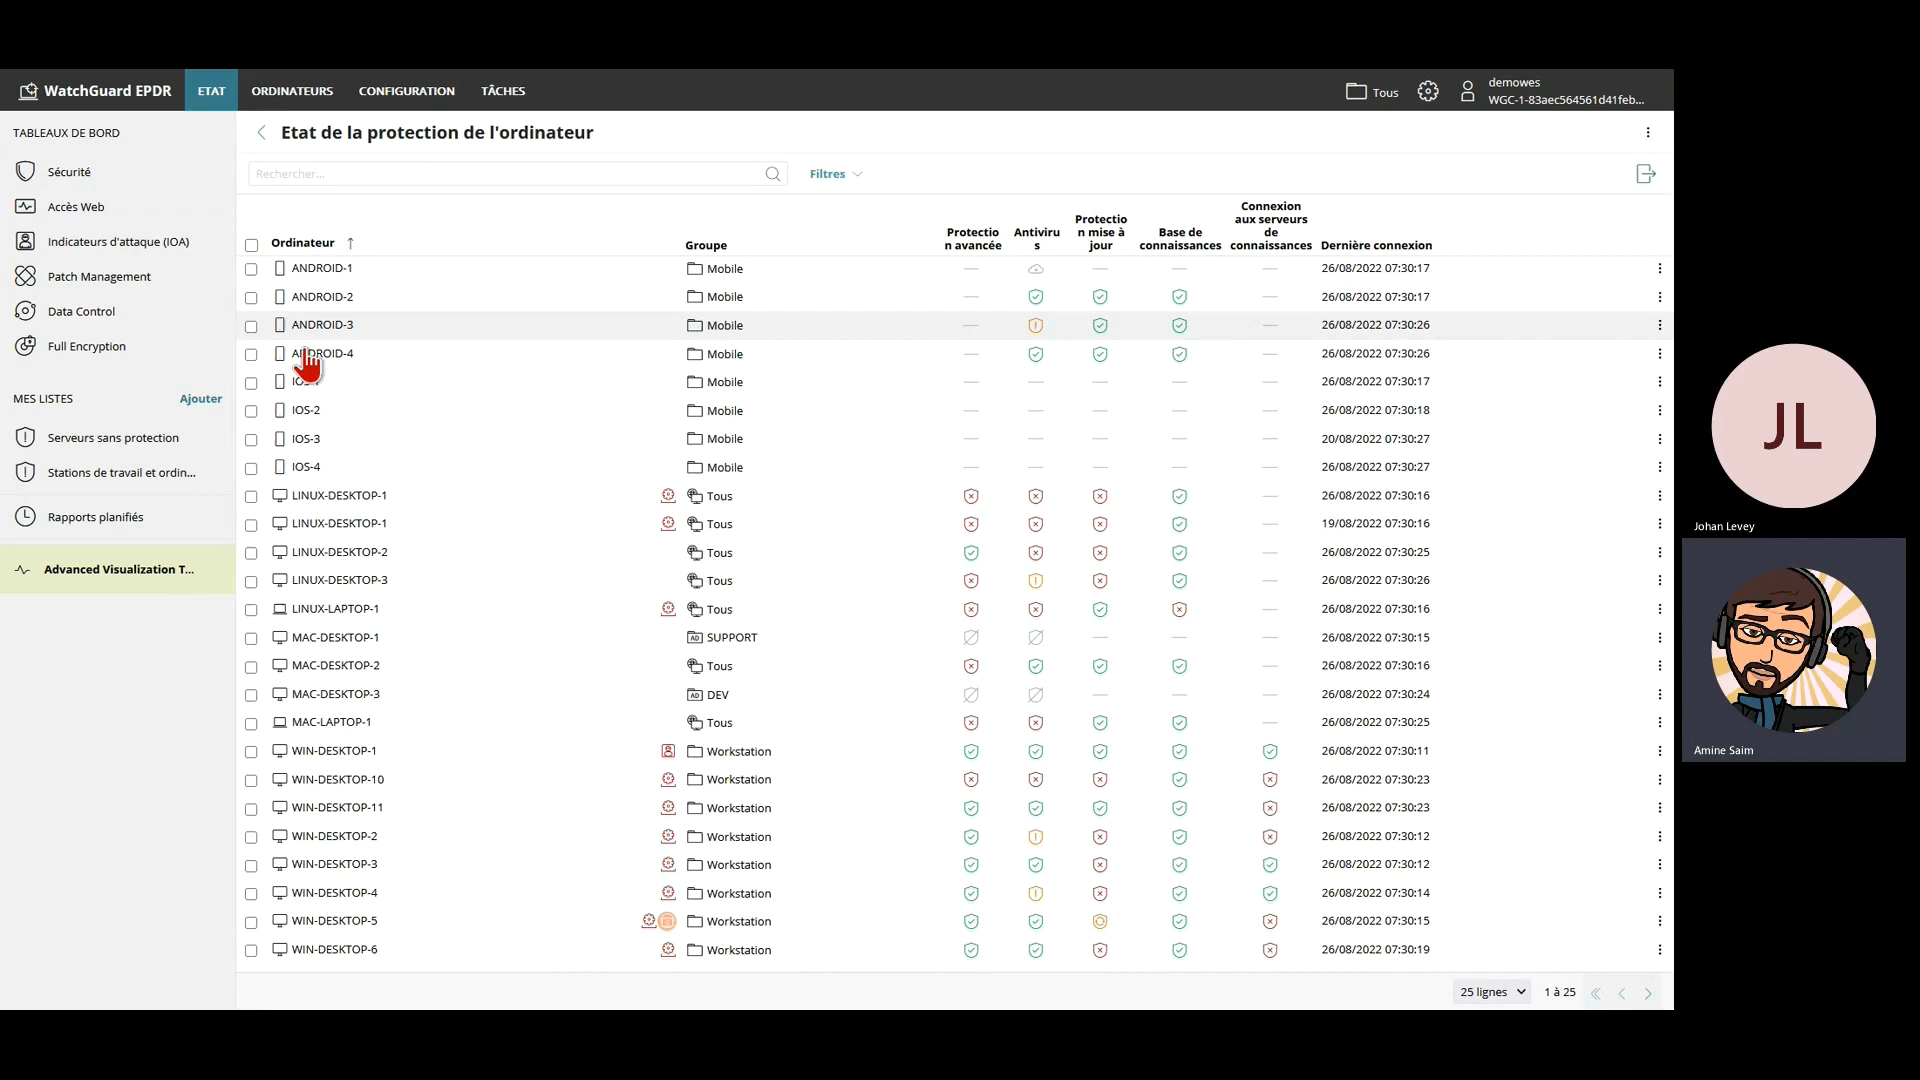 WatchGuard EPDR ETAT ORDINATEURS CONFIGURATION TÂCHES Tous demowes
WGC-1-83aec564561d41feb...
TABLEAUX DE BORD
Sécurité
Accès Web
Indicateurs d'attaque (IOA)
Patch Management
Data Control
Full Encryption
MES LISTES Ajouter
Serveurs sans protection
Stations de travail et ordin...
Rapports planifiés
Advanced Visualization T...
Etat de la protection de l'ordinateur
Rechercher... Filtres
Ordinateur ↑ Groupe Protectio
n avancée Antiviru
s Protectio
n mise à
jour Base de
connaissances Connexion
aux serveurs
de
connaissances Dernière connexion
ANDROID-1 Mobile 26/08/2022 07:30:17
ANDROID-2 Mobile 26/08/2022 07:30:17
ANDROID-3 Mobile 26/08/2022 07:30:26
ANDROID-4 Mobile 26/08/2022 07:30:26
Mobile 26/08/2022 07:30:17
IOS-2 Mobile 26/08/2022 07:30:18
IOS-3 Mobile 20/08/2022 07:30:27
IOS-4 Mobile 26/08/2022 07:30:27
LINUX-DESKTOP-1 Tous 26/08/2022 07:30:16
LINUX-DESKTOP-1 Tous 19/08/2022 07:30:16
LINUX-DESKTOP-2 Tous 26/08/2022 07:30:25
LINUX-DESKTOP-3 Tous 26/08/2022 07:30:26
LINUX-LAPTOP-1 Tous 26/08/2022 07:30:16
MAC-DESKTOP-1 AD SUPPORT 26/08/2022 07:30:15
MAC-DESKTOP-2 Tous 26/08/2022 07:30:16
MAC-DESKTOP-3 AD DEV 26/08/2022 07:30:24
MAC-LAPTOP-1 Tous 26/08/2022 07:30:25
WIN-DESKTOP-1 Workstation 26/08/2022 07:30:11
WIN-DESKTOP-10 Workstation 26/08/2022 07:30:23
WIN-DESKTOP-11 Workstation 26/08/2022 07:30:23
WIN-DESKTOP-2 Workstation 26/08/2022 07:30:12
WIN-DESKTOP-3 Workstation 26/08/2022 07:30:12
WIN-DESKTOP-4 Workstation 26/08/2022 07:30:14
WIN-DESKTOP-5 Workstation 26/08/2022 07:30:15
WIN-DESKTOP-6 Workstation 26/08/2022 07:30:19
25 lignes 1 à 25
JL
Johan Levey
Amine Saim